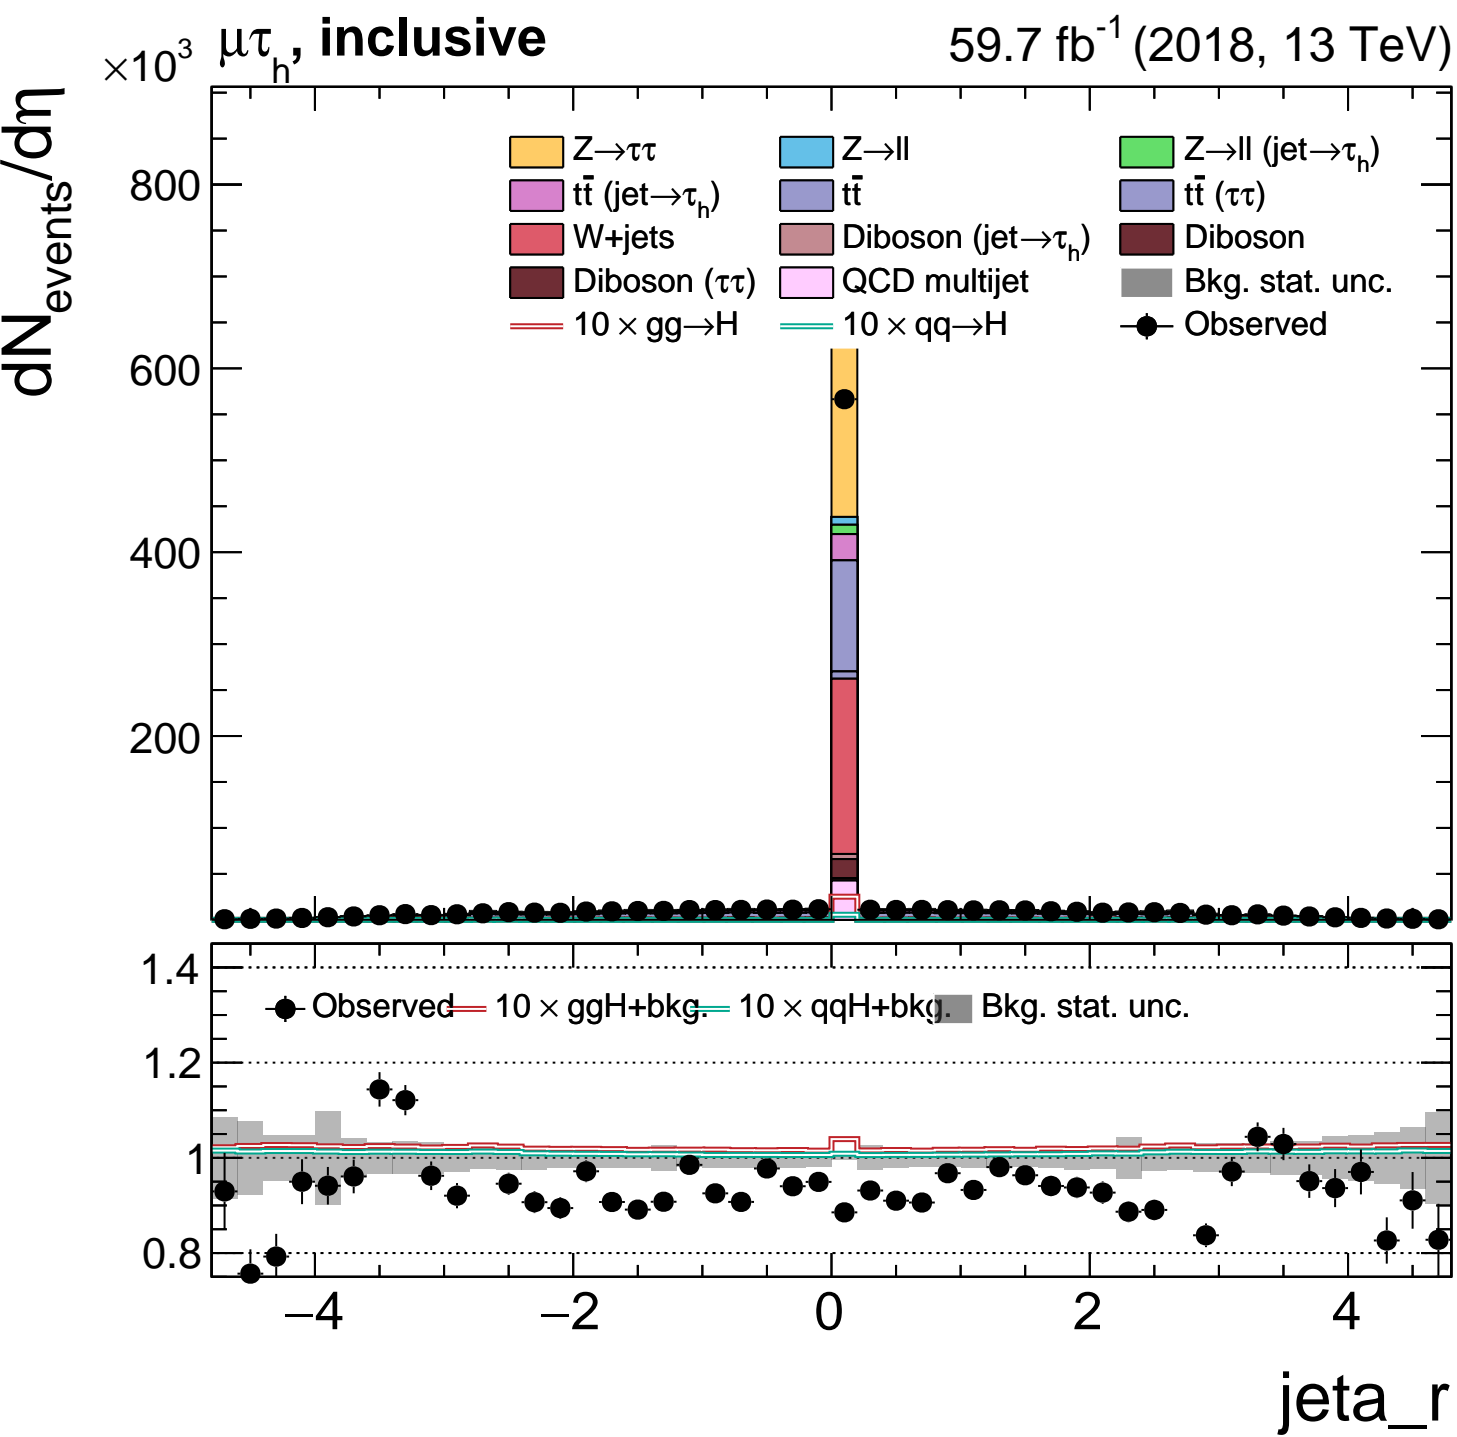 ×10³ μτh, inclusive 59.7 fb⁻¹ (2018, 13 TeV)
dNevents/dη
Z→ττ Z→ll Z→ll (jet→τh)
tt̄ (jet→τh) tt̄ tt̄ (ττ)
W+jets Diboson (jet→τh) Diboson
Diboson (ττ) QCD multijet Bkg. stat. unc.
10 × gg→H 10 × qq→H Observed
800
600
400
200
1.4
Observed 10 × ggH+bkg. 10 × qqH+bkg. Bkg. stat. unc.
1.2
1
0.8
−4 −2 0 2 4
jeta_r